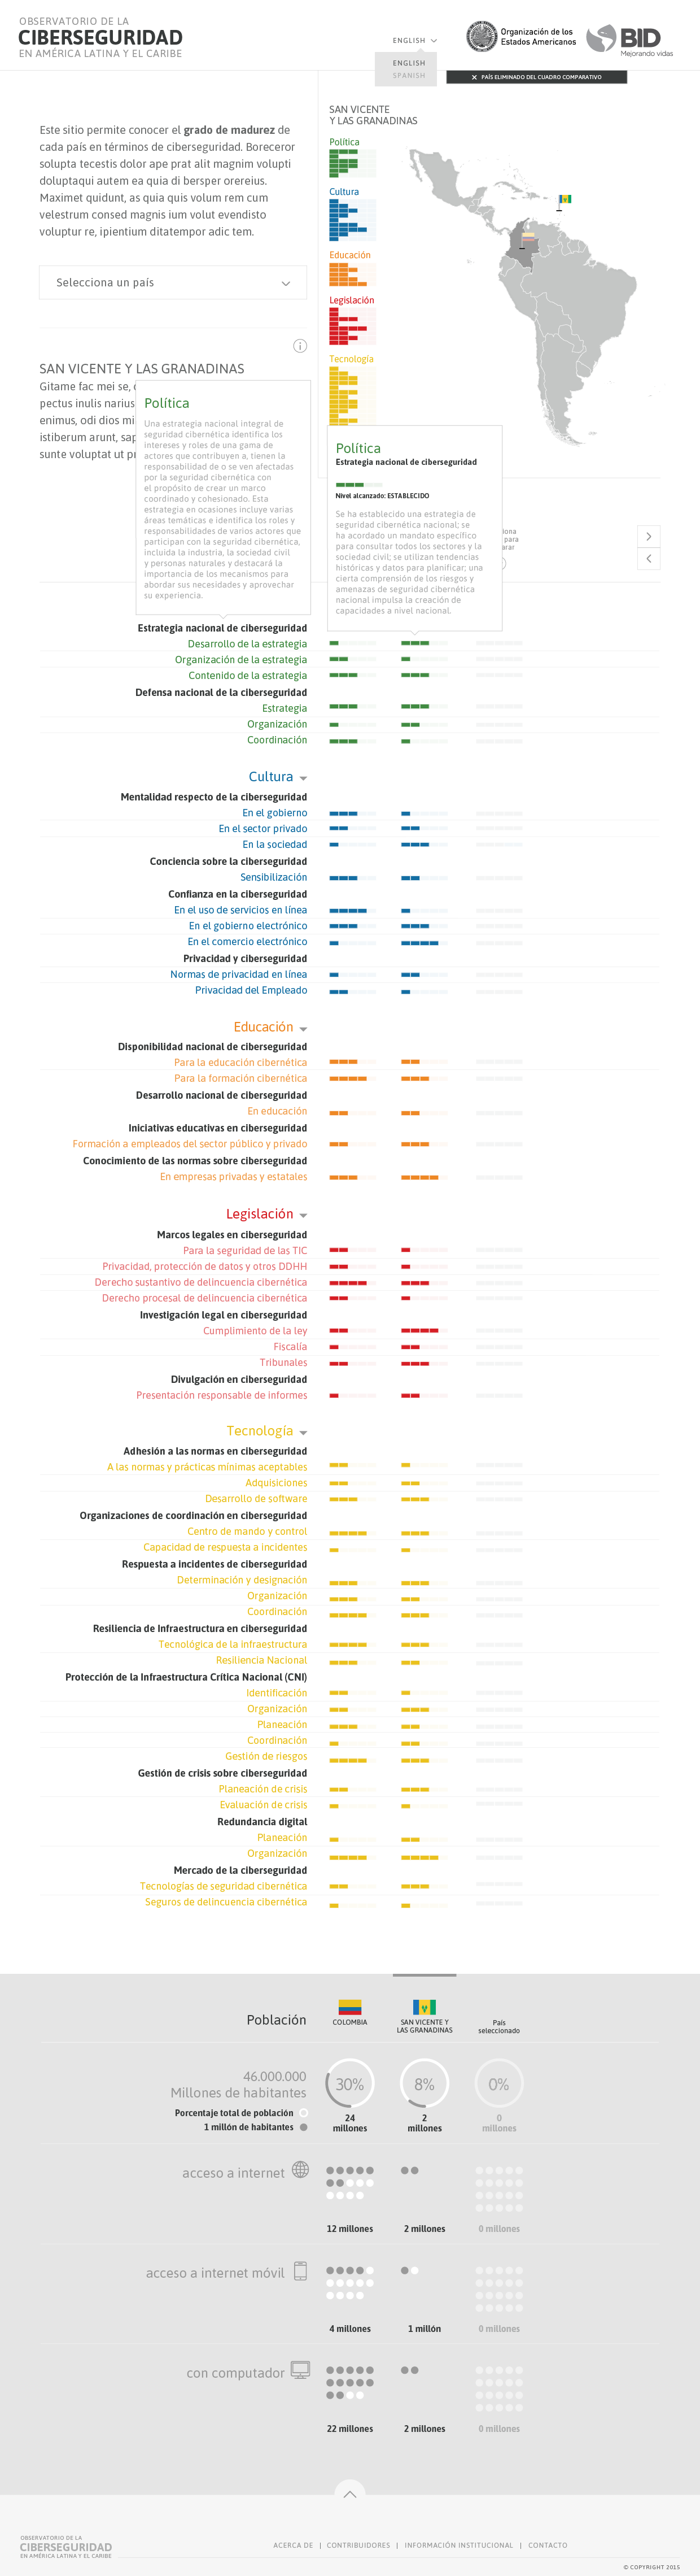 OBSERVATORIO DE LA
CIBERSEGURIDAD
EN AMÉRICA LATINA Y EL CARIBE
ENGLISH
ENGLISH
SPANISH
Organización de los
Estados Americanos
BID
Mejorando vidas
PAÍS ELIMINADO DEL CUADRO COMPARATIVO
Este sitio permite conocer el grado de madurez de
cada país en términos de ciberseguridad. Boreceror
solupta tecestis dolor ape prat alit magnim volupti
doluptaqui autem ea quia di bersper orereius.
Maximet quidunt, as quia quis volum rem cum
velestrum consed magnis ium volut evendisto
voluptur re, ipientium ditatempor adic tem.
Selecciona un país
SAN VICENTE
Y LAS GRANADINAS
Política
Cultura
Educación
Legislación
Tecnología
SAN VICENTE Y LAS GRANADINAS
Gitame fac mei se,
pectus inulis narius
enimus, odi dios mi
istiberum arunt, sap
sunte voluptat ut pr
Política
Una estrategia nacional integral de
seguridad cibernética identifica los
intereses y roles de una gama de
actores que contribuyen a, tienen la
responsabilidad de o se ven afectadas
por la seguridad cibernética con
el propósito de crear un marco
coordinado y cohesionado. Esta
estrategia en ocasiones incluye varias
áreas temáticas e identifica los roles y
responsabilidades de varios actores que
participan con la seguridad cibernética,
incluida la industria, la sociedad civil
y personas naturales y destacará la
importancia de los mecanismos para
abordar sus necesidades y aprovechar
su experiencia.
Política
Estrategia nacional de ciberseguridad
Nivel alcanzado: ESTABLECIDO
Se ha establecido una estrategia de
seguridad cibernética nacional; se
ha acordado un mandato específico
para consultar todos los sectores y la
sociedad civil; se utilizan tendencias
históricas y datos para planificar; una
cierta comprensión de los riesgos y
amenazas de seguridad cibernética
nacional impulsa la creación de
capacidades a nivel nacional.
iona
para
arar
Estrategia nacional de ciberseguridad
Desarrollo de la estrategia
Organización de la estrategia
Contenido de la estrategia
Defensa nacional de la ciberseguridad
Estrategia
Organización
Coordinación
Cultura
Mentalidad respecto de la ciberseguridad
En el gobierno
En el sector privado
En la sociedad
Conciencia sobre la ciberseguridad
Sensibilización
Confianza en la ciberseguridad
En el uso de servicios en línea
En el gobierno electrónico
En el comercio electrónico
Privacidad y ciberseguridad
Normas de privacidad en línea
Privacidad del Empleado
Educación
Disponibilidad nacional de ciberseguridad
Para la educación cibernética
Para la formación cibernética
Desarrollo nacional de ciberseguridad
En educación
Iniciativas educativas en ciberseguridad
Formación a empleados del sector público y privado
Conocimiento de las normas sobre ciberseguridad
En empresas privadas y estatales
Legislación
Marcos legales en ciberseguridad
Para la seguridad de las TIC
Privacidad, protección de datos y otros DDHH
Derecho sustantivo de delincuencia cibernética
Derecho procesal de delincuencia cibernética
Investigación legal en ciberseguridad
Cumplimiento de la ley
Fiscalía
Tribunales
Divulgación en ciberseguridad
Presentación responsable de informes
Tecnología
Adhesión a las normas en ciberseguridad
A las normas y prácticas mínimas aceptables
Adquisiciones
Desarrollo de software
Organizaciones de coordinación en ciberseguridad
Centro de mando y control
Capacidad de respuesta a incidentes
Respuesta a incidentes de ciberseguridad
Determinación y designación
Organización
Coordinación
Resiliencia de Infraestructura en ciberseguridad
Tecnológica de la infraestructura
Resiliencia Nacional
Protección de la Infraestructura Crítica Nacional (CNI)
Identificación
Organización
Planeación
Coordinación
Gestión de riesgos
Gestión de crisis sobre ciberseguridad
Planeación de crisis
Evaluación de crisis
Redundancia digital
Planeación
Organización
Mercado de la ciberseguridad
Tecnologías de seguridad cibernética
Seguros de delincuencia cibernética
Población
COLOMBIA
SAN VICENTE Y
LAS GRANADINAS
País
seleccionado
46.000.000
Millones de habitantes
Porcentaje total de población
1 millón de habitantes
30%
24
millones
8%
2
millones
0%
0
millones
acceso a internet
12 millones
2 millones
0 millones
acceso a internet móvil
4 millones
1 millón
0 millones
con computador
22 millones
2 millones
0 millones
OBSERVATORIO DE LA
CIBERSEGURIDAD
EN AMÉRICA LATINA Y EL CARIBE
ACERCA DE | CONTRIBUIDORES | INFORMACIÓN INSTITUCIONAL | CONTACTO
© COPYRIGHT 2015